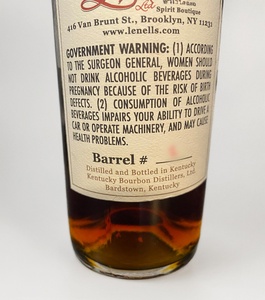 Ltd
Spirit Boutique
416 Van Brunt St., Brooklyn, NY 11231
www.lenells.com
GOVERNMENT WARNING: (1) ACCORDING
TO THE SURGEON GENERAL, WOMEN SHOULD
NOT DRINK ALCOHOLIC BEVERAGES DURING
PREGNANCY BECAUSE OF THE RISK OF BIRTH
DEFECTS. (2) CONSUMPTION OF ALCOHOLIC
BEVERAGES IMPAIRS YOUR ABILITY TO DRIVE A
CAR OR OPERATE MACHINERY, AND MAY CAUSE
HEALTH PROBLEMS.
Barrel #
Distilled and Bottled in Kentucky
Kentucky Bourbon Distillers, Ltd.
Bardstown, Kentucky